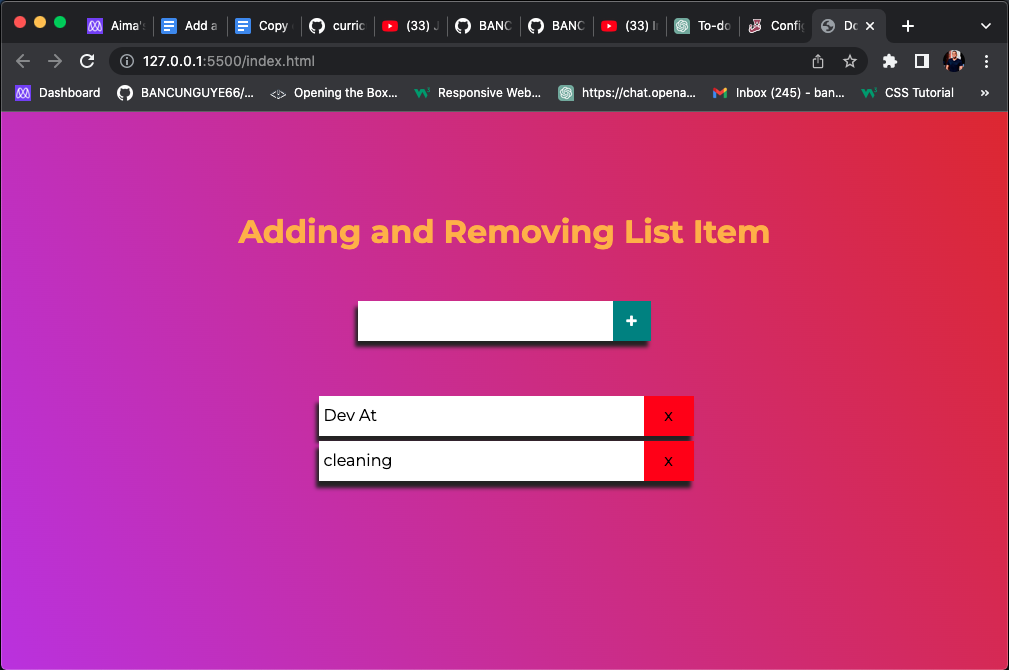 Aima's
Add a
Copy
curric
(33) J
BANC
BANC
(33) I
To-do
Config
Do
127.0.0.1:5500/index.html
Dashboard
BANCUNGUYE66/...
Opening the Box...
Responsive Web...
https://chat.opena...
Inbox (245) - ban...
CSS Tutorial
»
Adding and Removing List Item
+
Dev At
x
cleaning
x